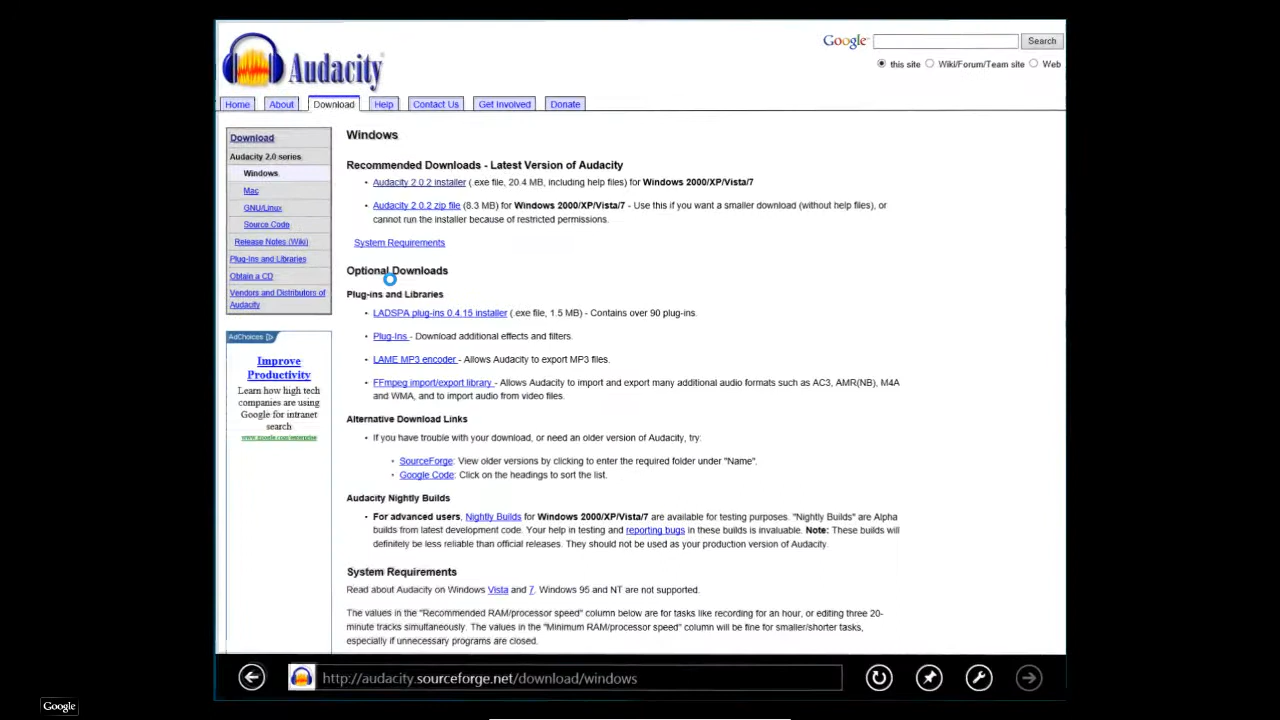 Audacity
Google
Search
this site
Wiki/Forum/Team site
Web
Home
About
Download
Help
Contact Us
Get Involved
Donate
Download
Audacity 2.0 series
Windows
Mac
GNU/Linux
Source Code
Release Notes (Wiki)
Plug-Ins and Libraries
Obtain a CD
Vendors and Distributors of
Audacity
AdChoices
Improve
Productivity
Learn how high tech
companies are using
Google for intranet
search
www.google.com/enterprise
Windows
Recommended Downloads - Latest Version of Audacity
• Audacity 2.0.2 installer (.exe file, 20.4 MB, including help files) for Windows 2000/XP/Vista/7
• Audacity 2.0.2 zip file (8.3 MB) for Windows 2000/XP/Vista/7 - Use this if you want a smaller download (without help files), or
cannot run the installer because of restricted permissions.
System Requirements
Optional Downloads
Plug-ins and Libraries
• LADSPA plug-ins 0.4.15 installer (.exe file, 1.5 MB) - Contains over 90 plug-ins.
• Plug-Ins - Download additional effects and filters.
• LAME MP3 encoder - Allows Audacity to export MP3 files.
• FFmpeg import/export library - Allows Audacity to import and export many additional audio formats such as AC3, AMR(NB), M4A
and WMA, and to import audio from video files.
Alternative Download Links
• If you have trouble with your download, or need an older version of Audacity, try:
• SourceForge: View older versions by clicking to enter the required folder under "Name".
• Google Code: Click on the headings to sort the list.
Audacity Nightly Builds
• For advanced users, Nightly Builds for Windows 2000/XP/Vista/7 are available for testing purposes. "Nightly Builds" are Alpha
builds from latest development code. Your help in testing and reporting bugs in these builds is invaluable. Note: These builds will
definitely be less reliable than official releases. They should not be used as your production version of Audacity.
System Requirements
Read about Audacity on Windows Vista and 7. Windows 95 and NT are not supported.
The values in the "Recommended RAM/processor speed" column below are for tasks like recording for an hour, or editing three 20-
minute tracks simultaneously. The values in the "Minimum RAM/processor speed" column will be fine for smaller/shorter tasks,
especially if unnecessary programs are closed.
http://audacity.sourceforge.net/download/windows
Google